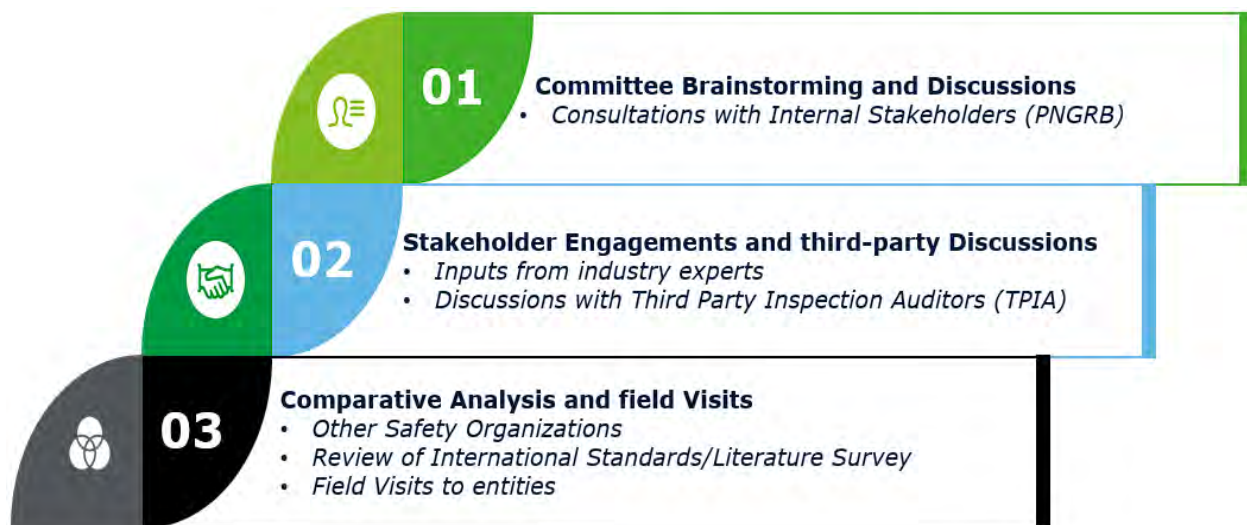 01
Committee Brainstorming and Discussions
• Consultations with Internal Stakeholders (PNGRB)
02
Stakeholder Engagements and third-party Discussions
• Inputs from industry experts
• Discussions with Third Party Inspection Auditors (TPIA)
03
Comparative Analysis and field Visits
• Other Safety Organizations
• Review of International Standards/Literature Survey
• Field Visits to entities